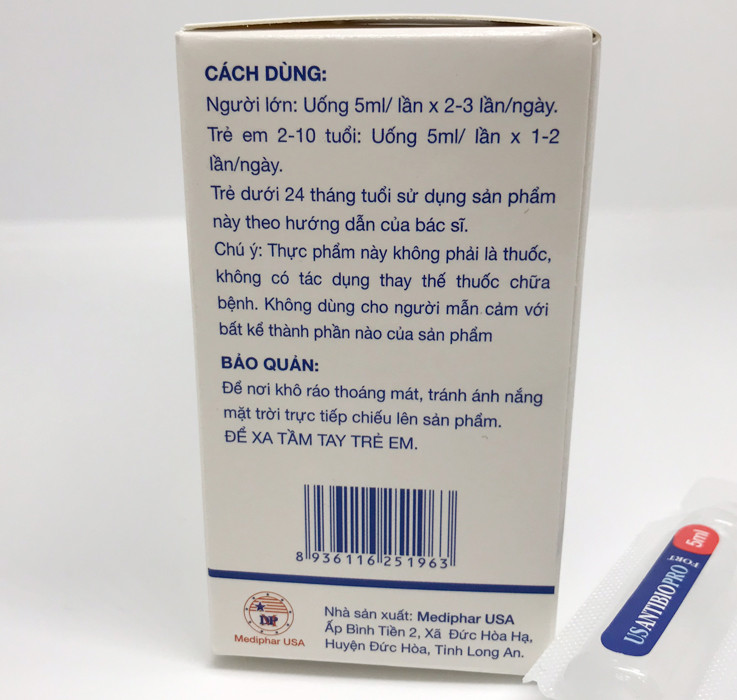 CÁCH DÙNG:
Người lớn: Uống 5ml/ lần x 2-3 lần/ngày.
Trẻ em 2-10 tuổi: Uống 5ml/ lần x 1-2
lần/ngày.
Trẻ dưới 24 tháng tuổi sử dụng sản phẩm
này theo hướng dẫn của bác sĩ.
Chú ý: Thực phẩm này không phải là thuốc,
không có tác dụng thay thế thuốc chữa
bệnh. Không dùng cho người mẫn cảm với
bất kể thành phần nào của sản phẩm
BẢO QUẢN:
Để nơi khô ráo thoáng mát, tránh ánh nắng
mặt trời trực tiếp chiếu lên sản phẩm.
ĐỂ XA TẦM TAY TRẺ EM.
8 936116 251963
MP
Mediphar USA
Nhà sản xuất: Mediphar USA
Ấp Bình Tiền 2, Xã Đức Hòa Hạ,
Huyện Đức Hòa, Tỉnh Long An.
USANTIBIOPRO
FORT
5ml